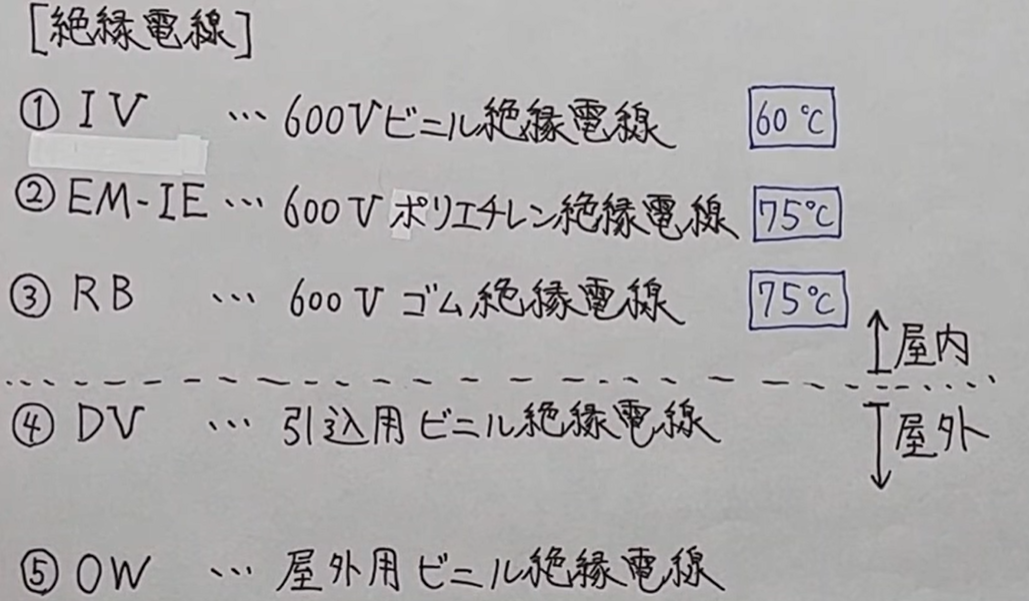 [絶縁電線]
① IV … 600Vビニル絶縁電線 60℃
② EM-IE … 600Vポリエチレン絶縁電線 75℃
③ RB … 600Vゴム絶縁電線 75℃
↑屋内
④ DV … 引込用ビニル絶縁電線
↓屋外
⑤ OW … 屋外用ビニル絶縁電線